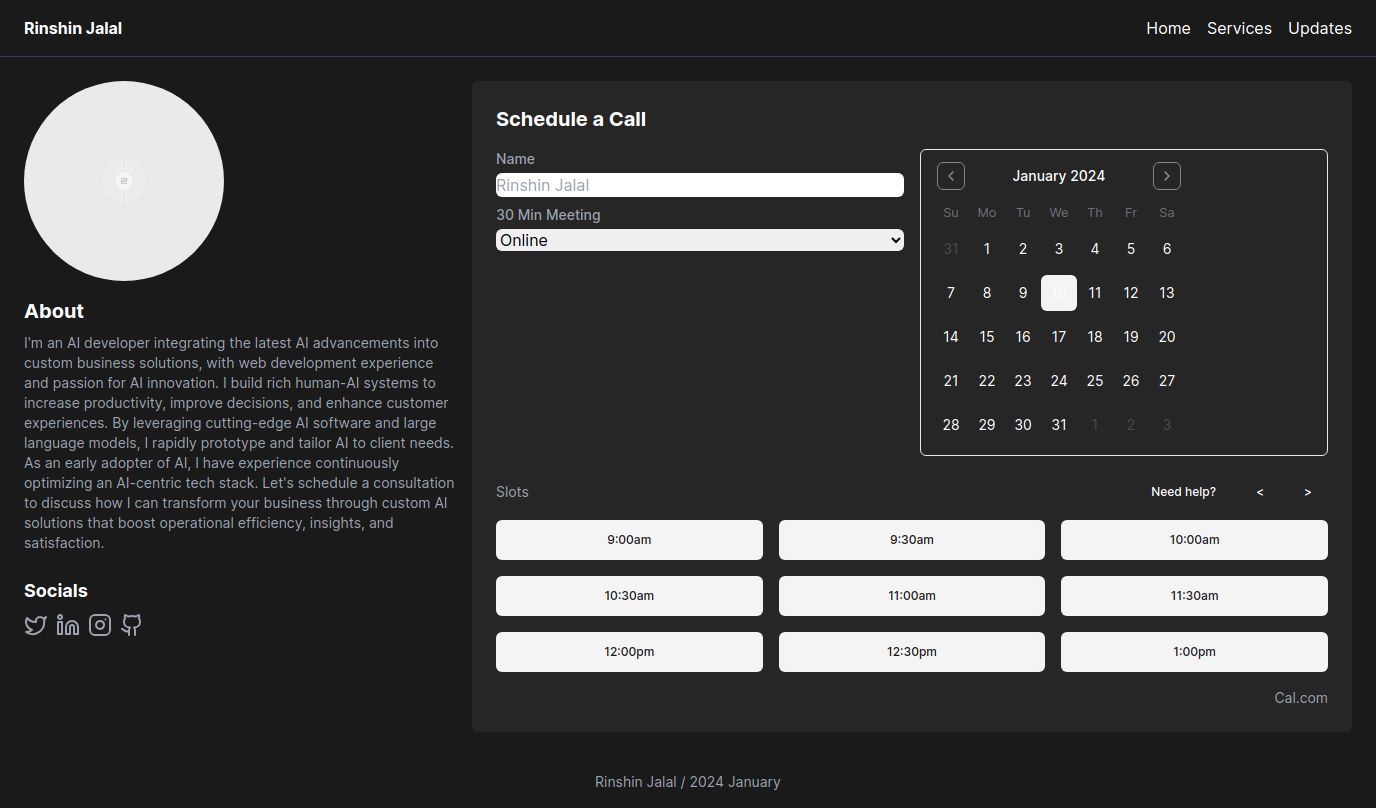 Rinshin Jalal
Home Services Updates
About
I'm an AI developer integrating the latest AI advancements into
custom business solutions, with web development experience
and passion for AI innovation. I build rich human-AI systems to
increase productivity, improve decisions, and enhance customer
experiences. By leveraging cutting-edge AI software and large
language models, I rapidly prototype and tailor AI to client needs.
As an early adopter of AI, I have experience continuously
optimizing an AI-centric tech stack. Let's schedule a consultation
to discuss how I can transform your business through custom AI
solutions that boost operational efficiency, insights, and
satisfaction.
Socials
Schedule a Call
Name
Rinshin Jalal
30 Min Meeting
Online
January 2024
Su Mo Tu We Th Fr Sa
31 1 2 3 4 5 6
7 8 9 10 11 12 13
14 15 16 17 18 19 20
21 22 23 24 25 26 27
28 29 30 31 1 2 3
Slots
Need help? < >
9:00am 9:30am 10:00am
10:30am 11:00am 11:30am
12:00pm 12:30pm 1:00pm
Cal.com
Rinshin Jalal / 2024 January